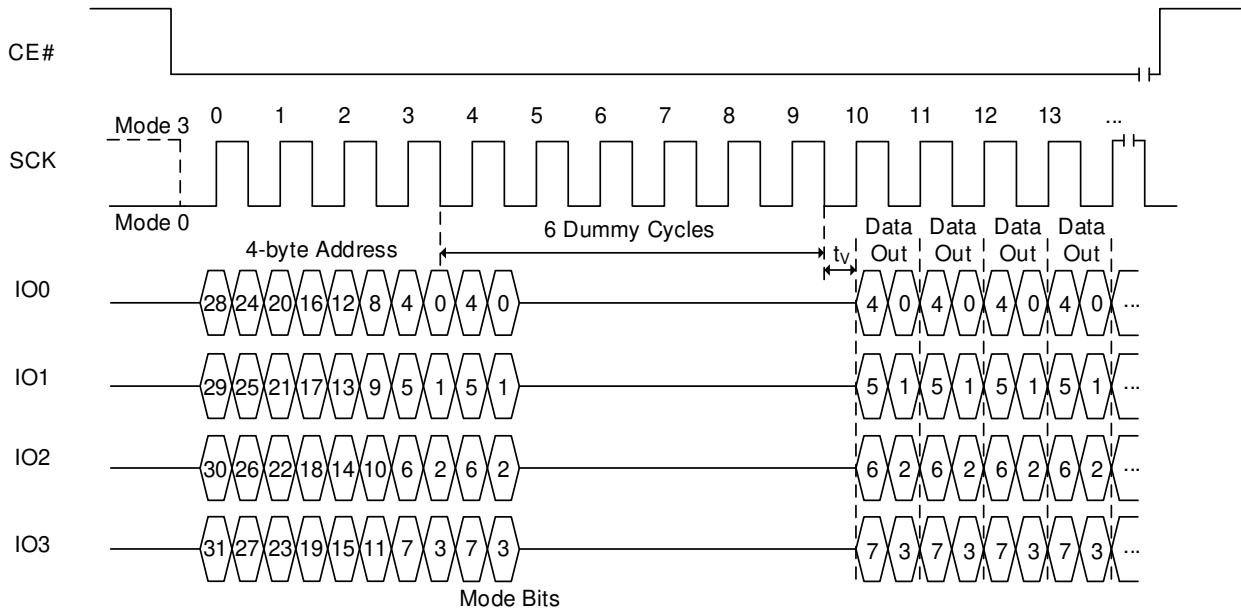 CE#
0 1 2 3 4 5 6 7 8 9 10 11 12 13 ...
Mode 3
SCK
Mode 0
6 Dummy Cycles
4-byte Address
tV
Data Out Data Out Data Out Data Out
IO0 28 24 20 16 12 8 4 0 4 0 4 0 4 0 4 0 4 0 ...
IO1 29 25 21 17 13 9 5 1 5 1 5 1 5 1 5 1 5 1 ...
IO2 30 26 22 18 14 10 6 2 6 2 6 2 6 2 6 2 6 2 ...
IO3 31 27 23 19 15 11 7 3 7 3 7 3 7 3 7 3 7 3 ...
Mode Bits